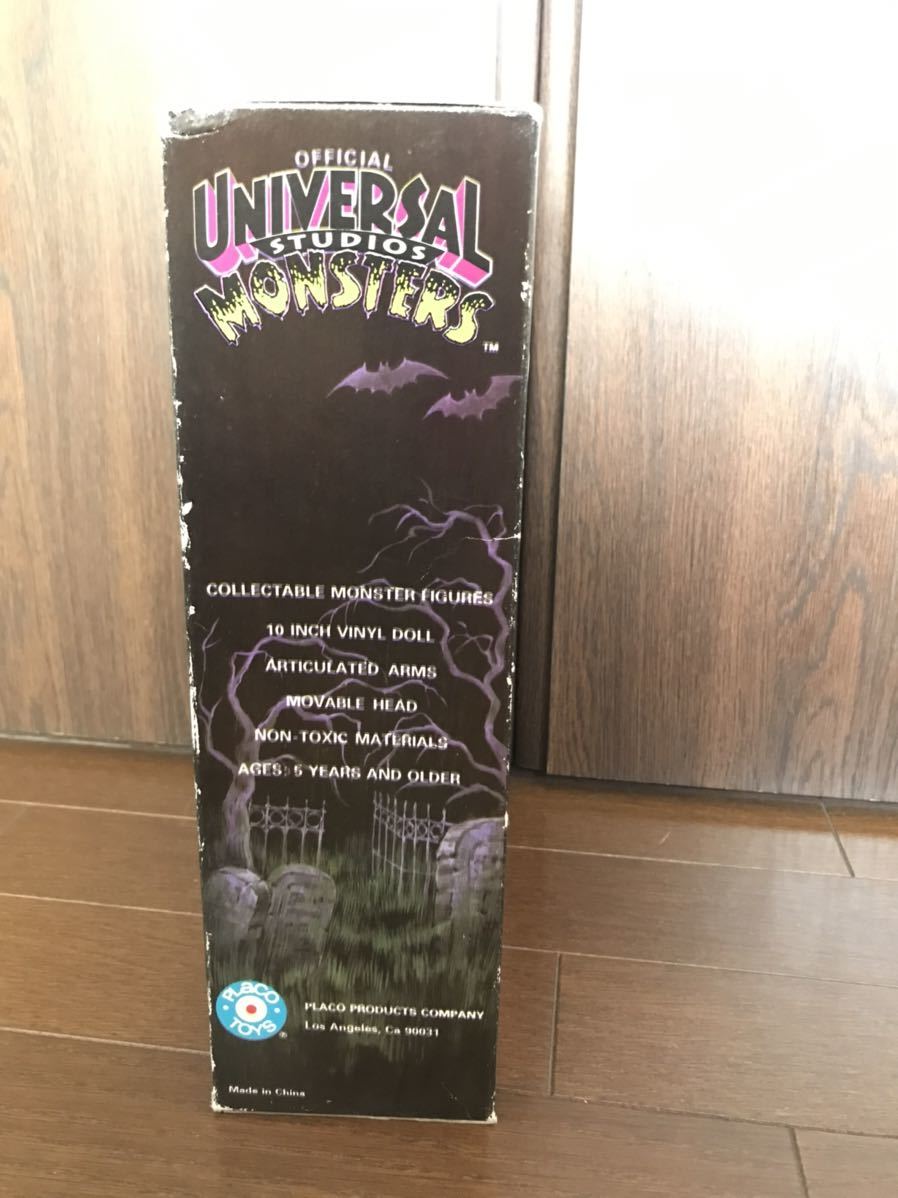 OFFICIAL
UNIVERSAL
STUDIOS
MONSTERS
TM
COLLECTABLE MONSTER FIGURES
10 INCH VINYL DOLL
ARTICULATED ARMS
MOVABLE HEAD
NON-TOXIC MATERIALS
AGES: 5 YEARS AND OLDER
PLACO
TOYS
®
PLACO PRODUCTS COMPANY
Los Angeles, Ca 90031
Made in China